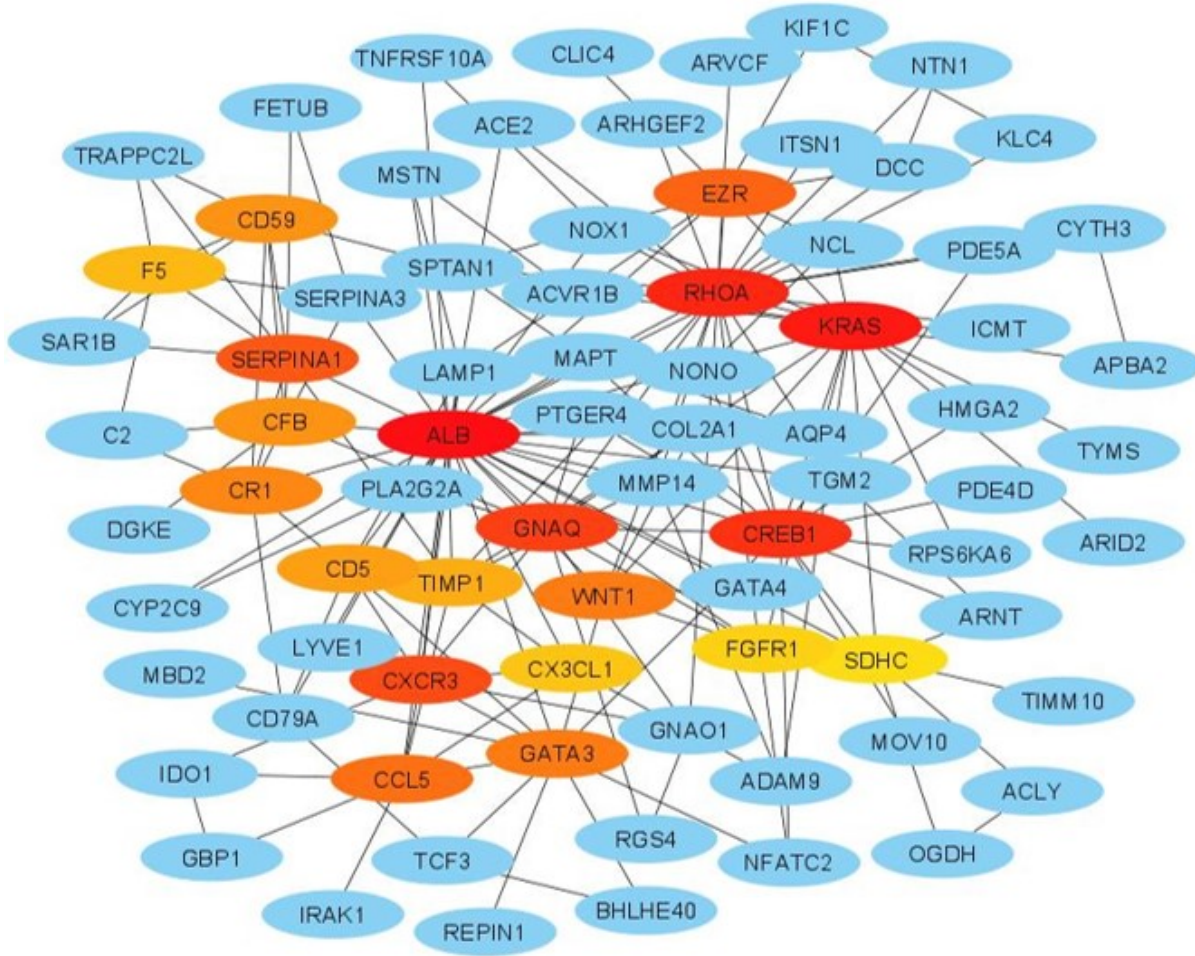 KIF1C
TNFRSF10A
CLIC4
ARVCF
NTN1
FETUB
ACE2
ARHGEF2
ITSN1
KLC4
TRAPPC2L
MSTN
EZR
DCC
CD59
NOX1
NCL
CYTH3
PDE5A
F5
SPTAN1
SERPINA3
ACVR1B
RHOA
KRAS
ICMT
SAR1B
SERPINA1
LAMP1
MAPT
NONO
APBA2
HMGA2
C2
CFB
ALB
PTGER4
COL2A1
AQP4
TYMS
CR1
PLA2G2A
MMP14
TGM2
PDE4D
DGKE
GNAQ
CREB1
ARID2
RPS6KA6
CD5
TIMP1
WNT1
GATA4
CYP2C9
ARNT
LYVE1
FGFR1
SDHC
MBD2
CXCR3
CX3CL1
TIMM10
CD79A
GNAO1
MOV10
IDO1
CCL5
GATA3
ADAM9
ACLY
GBP1
TCF3
RGS4
NFATC2
OGDH
IRAK1
REPIN1
BHLHE40